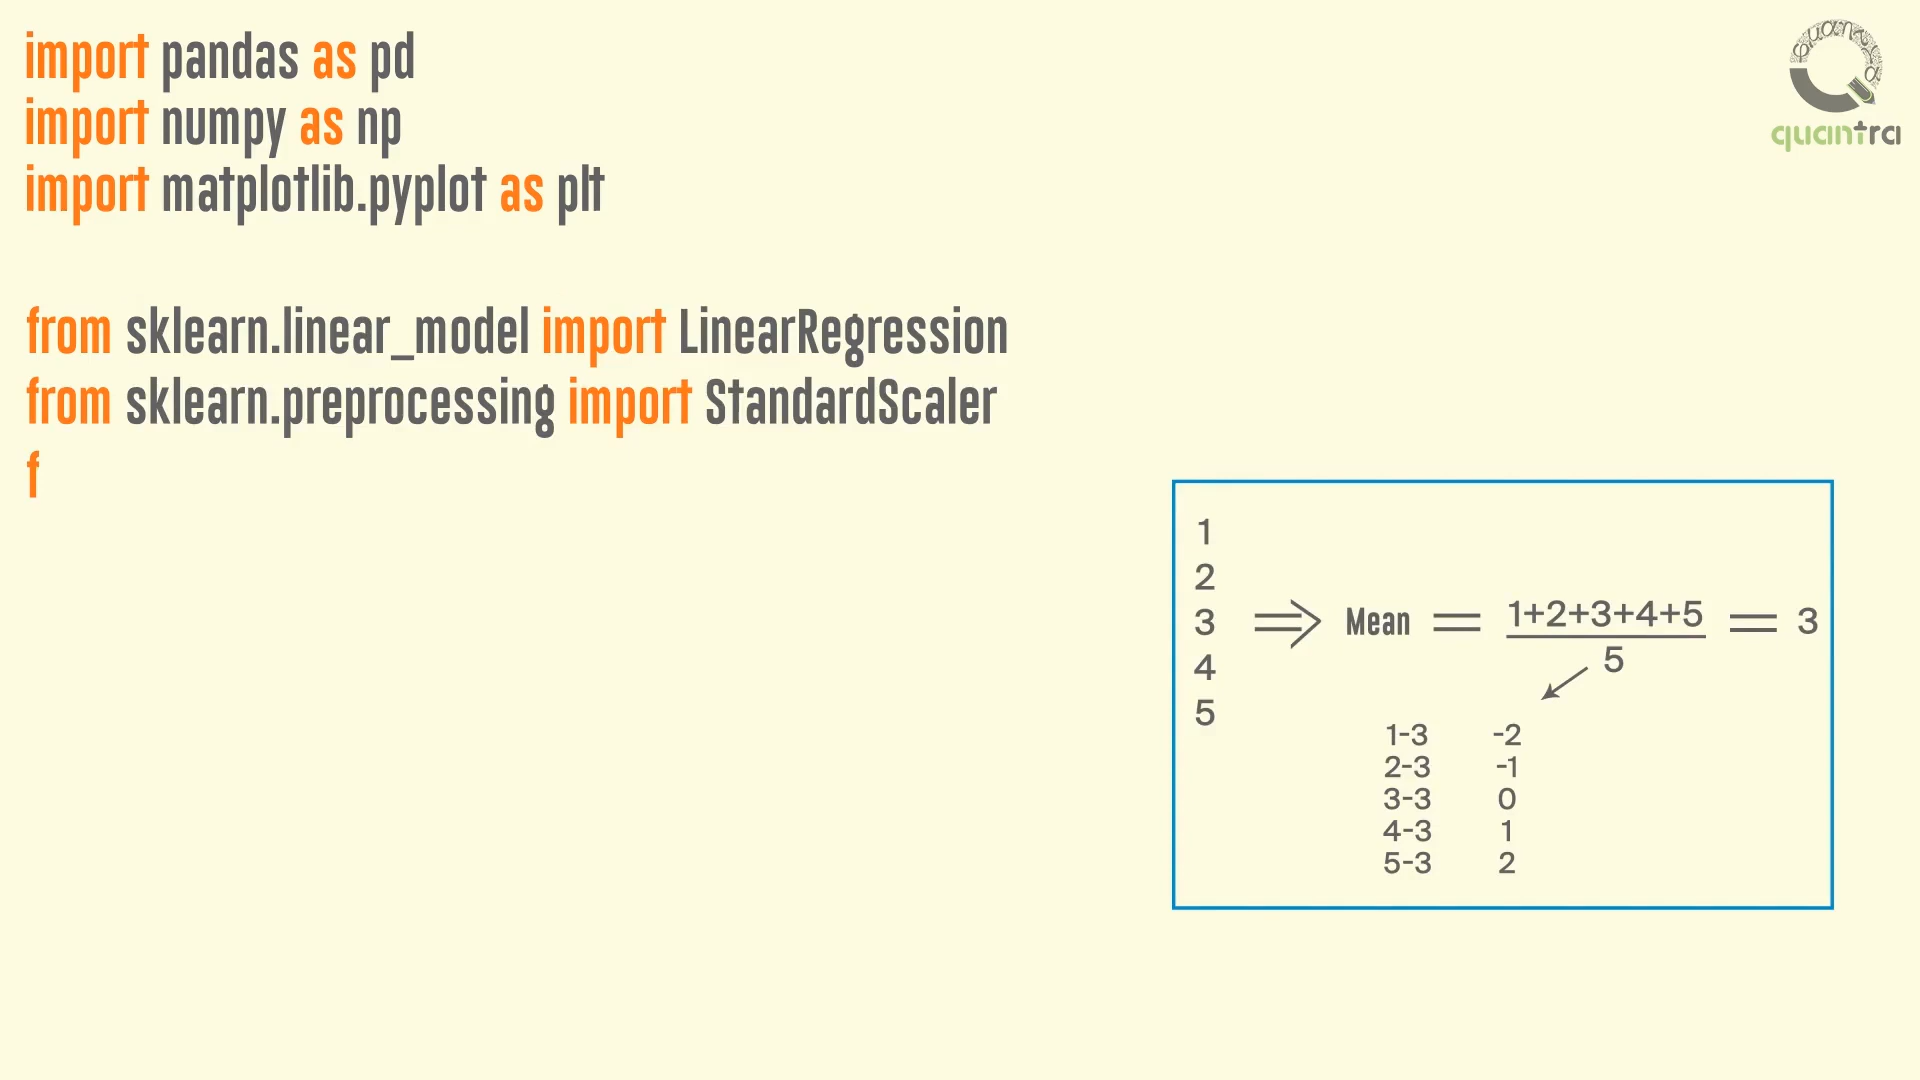 import pandas as pd
import numpy as np
import matplotlib.pyplot as plt
from sklearn.linear_model import LinearRegression
from sklearn.preprocessing import StandardScaler
f
quantra
1
2
3
4
5
Mean = 1+2+3+4+5 = 3
5
1-3 -2
2-3 -1
3-3 0
4-3 1
5-3 2